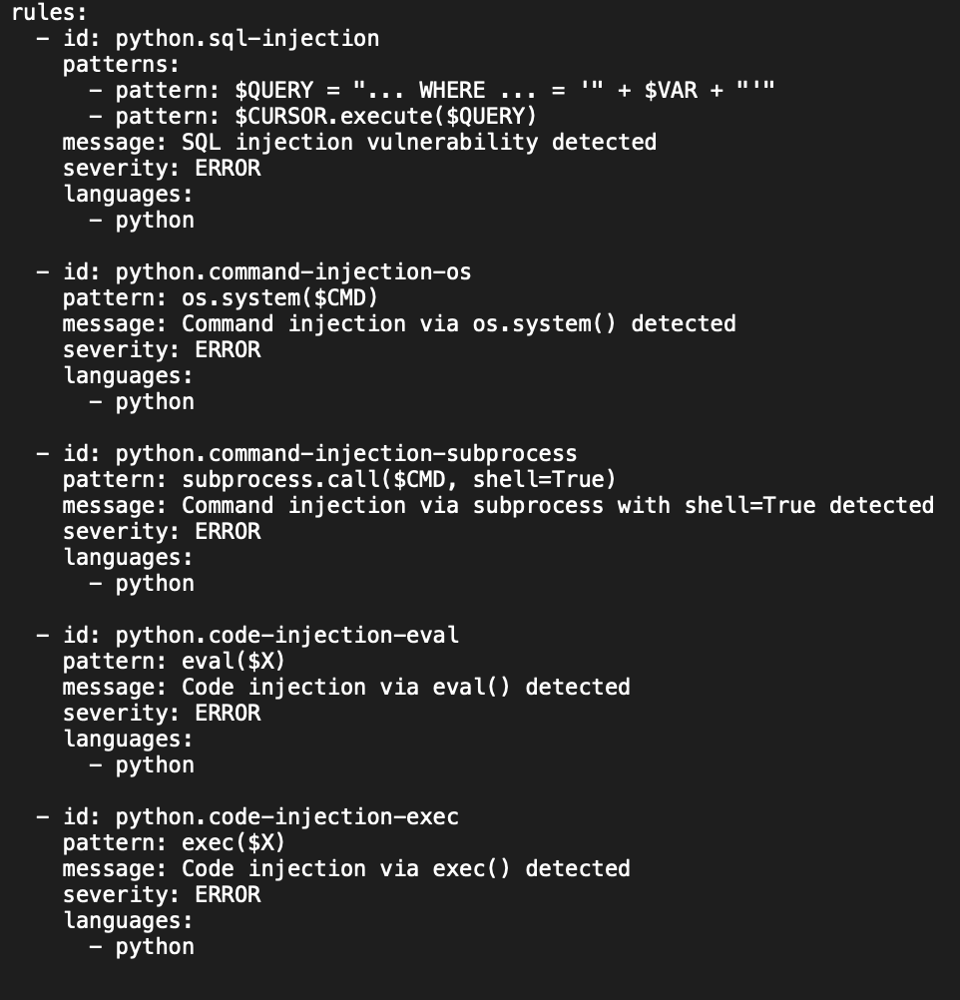 rules:
  - id: python.sql-injection
    patterns:
      - pattern: $QUERY = "... WHERE ... = '" + $VAR + "'"
      - pattern: $CURSOR.execute($QUERY)
    message: SQL injection vulnerability detected
    severity: ERROR
    languages:
      - python

  - id: python.command-injection-os
    pattern: os.system($CMD)
    message: Command injection via os.system() detected
    severity: ERROR
    languages:
      - python

  - id: python.command-injection-subprocess
    pattern: subprocess.call($CMD, shell=True)
    message: Command injection via subprocess with shell=True detected
    severity: ERROR
    languages:
      - python

  - id: python.code-injection-eval
    pattern: eval($X)
    message: Code injection via eval() detected
    severity: ERROR
    languages:
      - python

  - id: python.code-injection-exec
    pattern: exec($X)
    message: Code injection via exec() detected
    severity: ERROR
    languages:
      - python